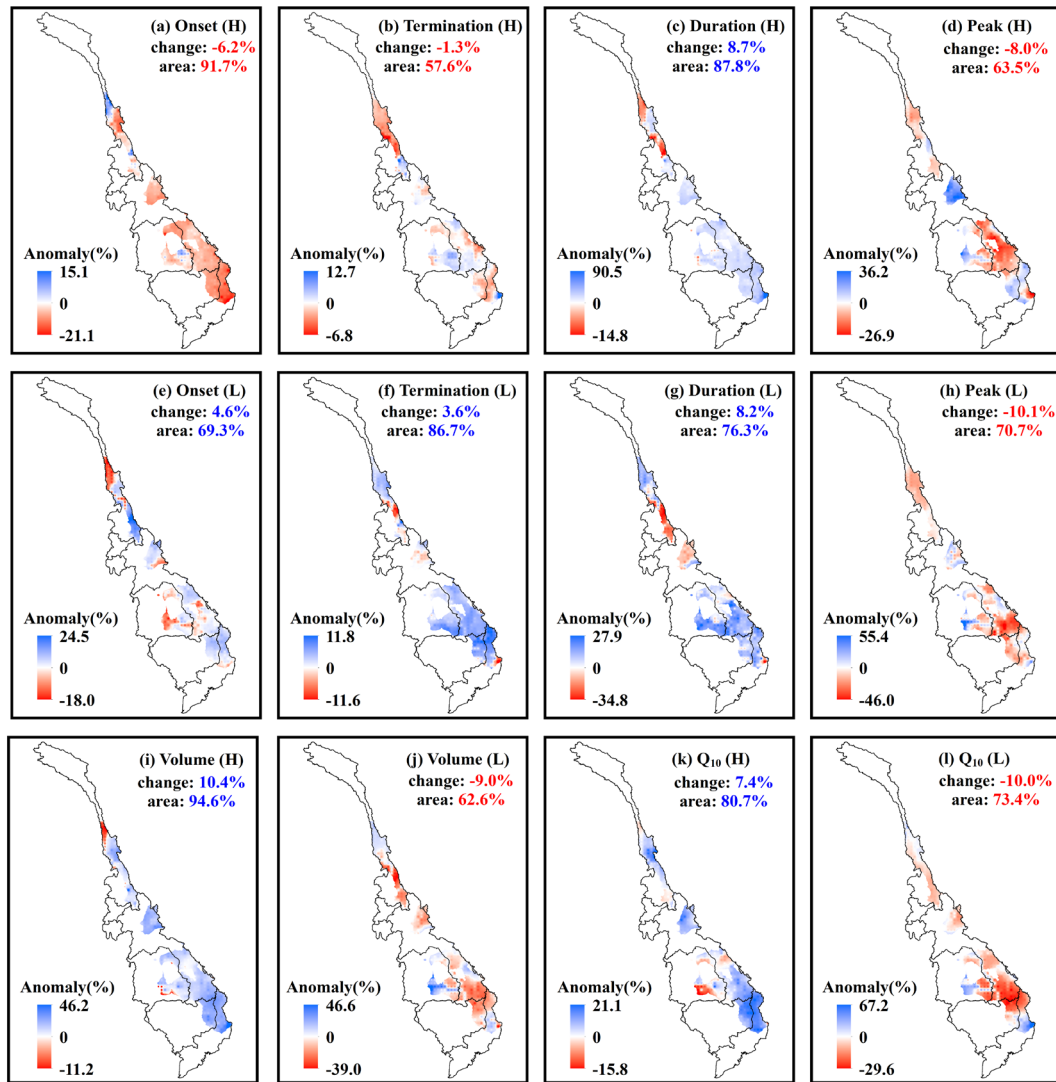 (a) Onset (H)
change: -6.2%
area: 91.7%
Anomaly(%)
15.1
0
-21.1
(b) Termination (H)
change: -1.3%
area: 57.6%
Anomaly(%)
12.7
0
-6.8
(c) Duration (H)
change: 8.7%
area: 87.8%
Anomaly(%)
90.5
0
-14.8
(d) Peak (H)
change: -8.0%
area: 63.5%
Anomaly(%)
36.2
0
-26.9
(e) Onset (L)
change: 4.6%
area: 69.3%
Anomaly(%)
24.5
0
-18.0
(f) Termination (L)
change: 3.6%
area: 86.7%
Anomaly(%)
11.8
0
-11.6
(g) Duration (L)
change: 8.2%
area: 76.3%
Anomaly(%)
27.9
0
-34.8
(h) Peak (L)
change: -10.1%
area: 70.7%
Anomaly(%)
55.4
0
-46.0
(i) Volume (H)
change: 10.4%
area: 94.6%
Anomaly(%)
46.2
0
-11.2
(j) Volume (L)
change: -9.0%
area: 62.6%
Anomaly(%)
46.6
0
-39.0
(k) Q₁₀ (H)
change: 7.4%
area: 80.7%
Anomaly(%)
21.1
0
-15.8
(l) Q₁₀ (L)
change: -10.0%
area: 73.4%
Anomaly(%)
67.2
0
-29.6